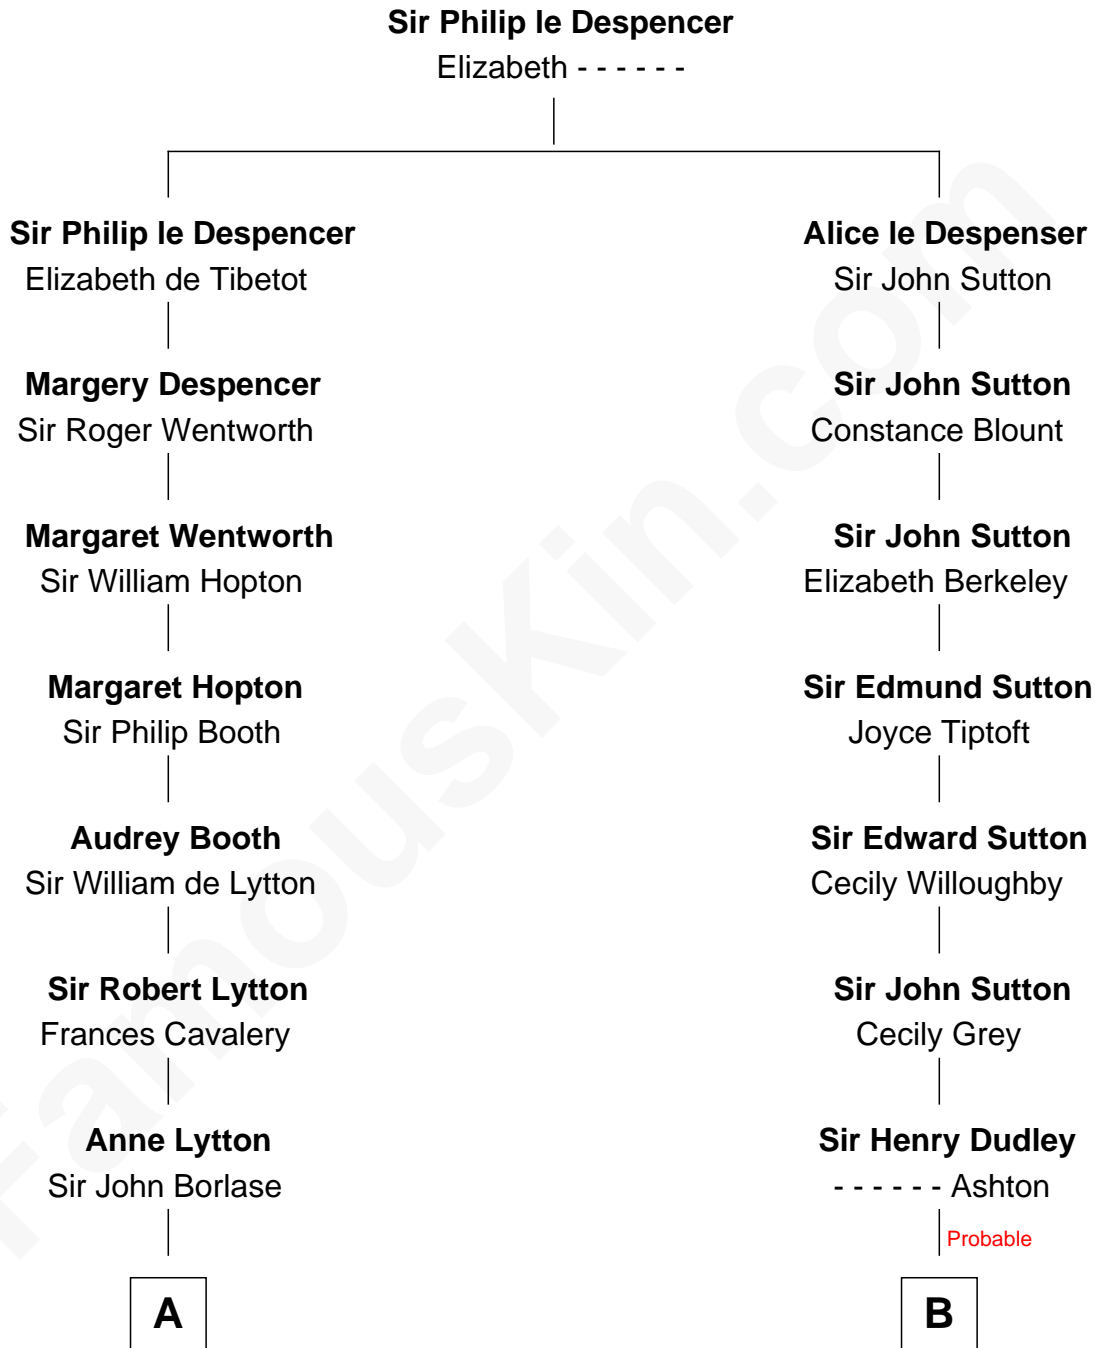 Sir Philip le Despencer
Elizabeth - - - - - -
Sir Philip le Despencer
Elizabeth de Tibetot
Margery Despencer
Sir Roger Wentworth
Margaret Wentworth
Sir William Hopton
Margaret Hopton
Sir Philip Booth
Audrey Booth
Sir William de Lytton
Sir Robert Lytton
Frances Cavalery
Anne Lytton
Sir John Borlase
A
Alice le Despenser
Sir John Sutton
Sir John Sutton
Constance Blount
Sir John Sutton
Elizabeth Berkeley
Sir Edmund Sutton
Joyce Tiptoft
Sir Edward Sutton
Cecily Willoughby
Sir John Sutton
Cecily Grey
Sir Henry Dudley
- - - - - - Ashton
Probable
B
FamousKin.com